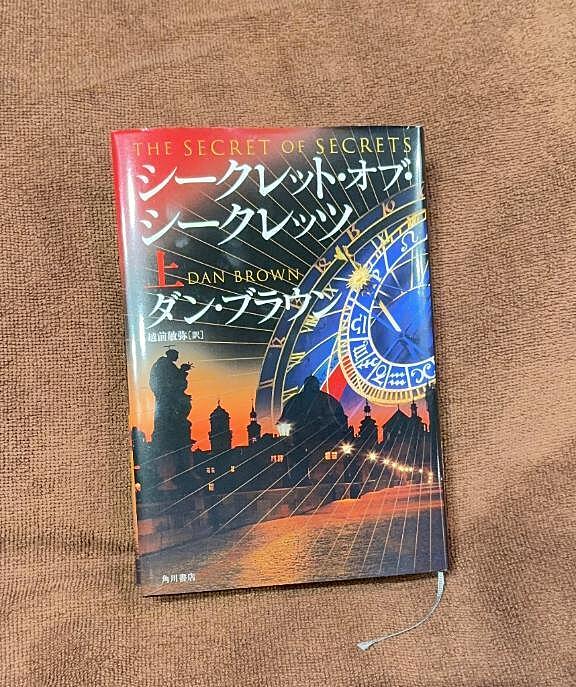 THE SECRET OF SECRETS
シークレット・オブ・
シークレッツ
上
DAN BROWN
ダン・ブラウン
越前敏弥[訳]
角川書店